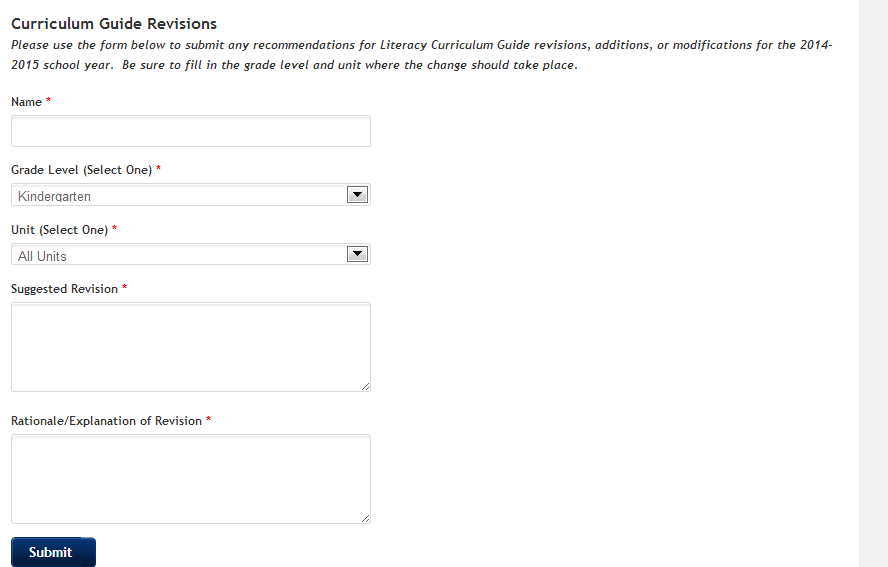 Curriculum Guide Revisions
Please use the form below to submit any recommendations for Literacy Curriculum Guide revisions, additions, or modifications for the 2014-
2015 school year.  Be sure to fill in the grade level and unit where the change should take place.
Name *
Grade Level (Select One) *
Kindergarten
Unit (Select One) *
All Units
Suggested Revision *
Rationale/Explanation of Revision *
Submit